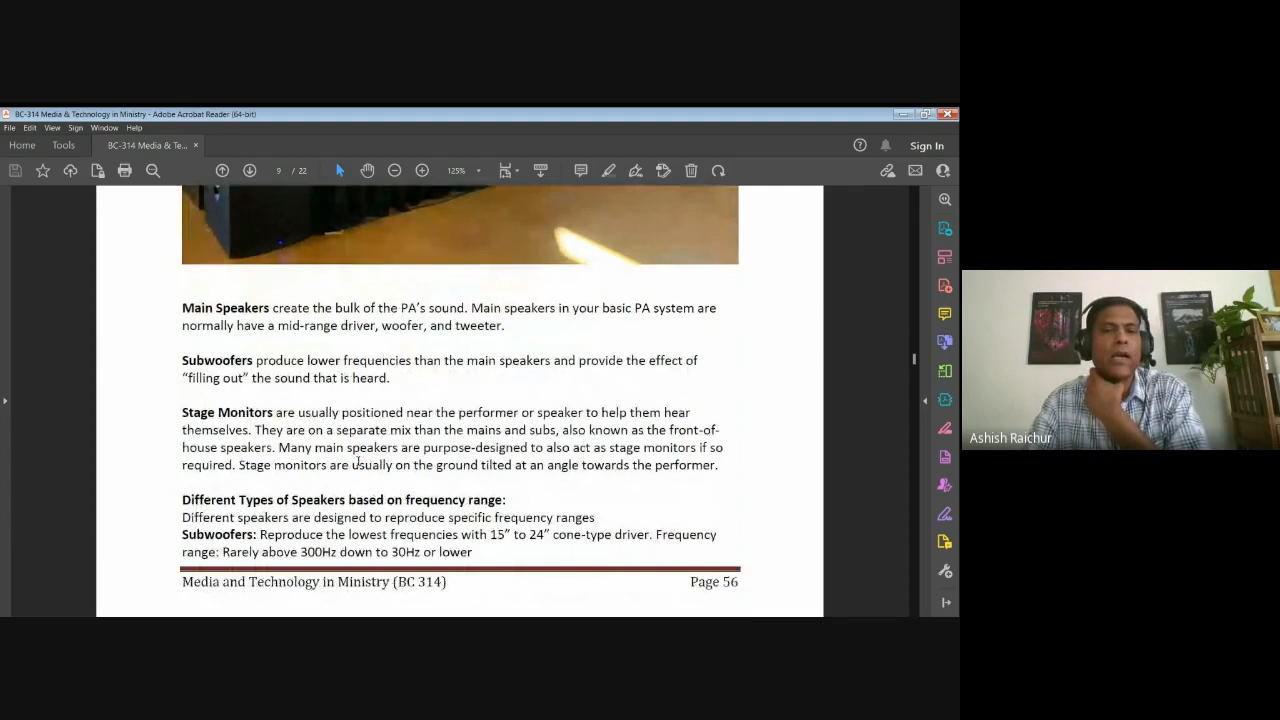 BC-314 Media & Technology in Ministry - Adobe Acrobat Reader (64-bit)
File Edit View Sign Window Help
Home Tools BC-314 Media & Te... × Sign In
9 / 22 125%
Main Speakers create the bulk of the PA's sound. Main speakers in your basic PA system are
normally have a mid-range driver, woofer, and tweeter.
Subwoofers produce lower frequencies than the main speakers and provide the effect of
“filling out” the sound that is heard.
Stage Monitors are usually positioned near the performer or speaker to help them hear
themselves. They are on a separate mix than the mains and subs, also known as the front-of-
house speakers. Many main speakers are purpose-designed to also act as stage monitors if so
required. Stage monitors are usually on the ground tilted at an angle towards the performer.
Different Types of Speakers based on frequency range:
Different speakers are designed to reproduce specific frequency ranges
Subwoofers: Reproduce the lowest frequencies with 15” to 24” cone-type driver. Frequency
range: Rarely above 300Hz down to 30Hz or lower
Media and Technology in Ministry (BC 314) Page 56
Ashish Raichur